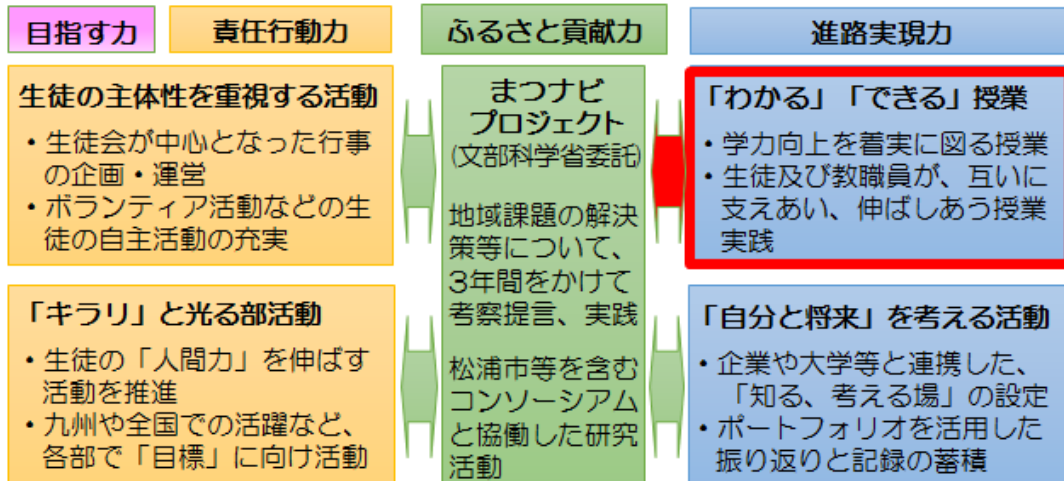 目指す力
責任行動力
ふるさと貢献力
進路実現力
生徒の主体性を重視する活動
・生徒会が中心となった行事
の企画・運営
・ボランティア活動などの生
徒の自主活動の充実
「キラリ」と光る部活動
・生徒の「人間力」を伸ばす
活動を推進
・九州や全国での活躍など、
各部で「目標」に向け活動
まつナビ
プロジェクト
(文部科学省委託)
地域課題の解決
策等について、
3年間をかけて
考察提言、実践
松浦市等を含む
コンソーシアム
と協働した研究
活動
「わかる」「できる」授業
・学力向上を着実に図る授業
・生徒及び教職員が、互いに
支えあい、伸ばしあう授業
実践
「自分と将来」を考える活動
・企業や大学等と連携した、
「知る、考える場」の設定
・ポートフォリオを活用した
振り返りと記録の蓄積